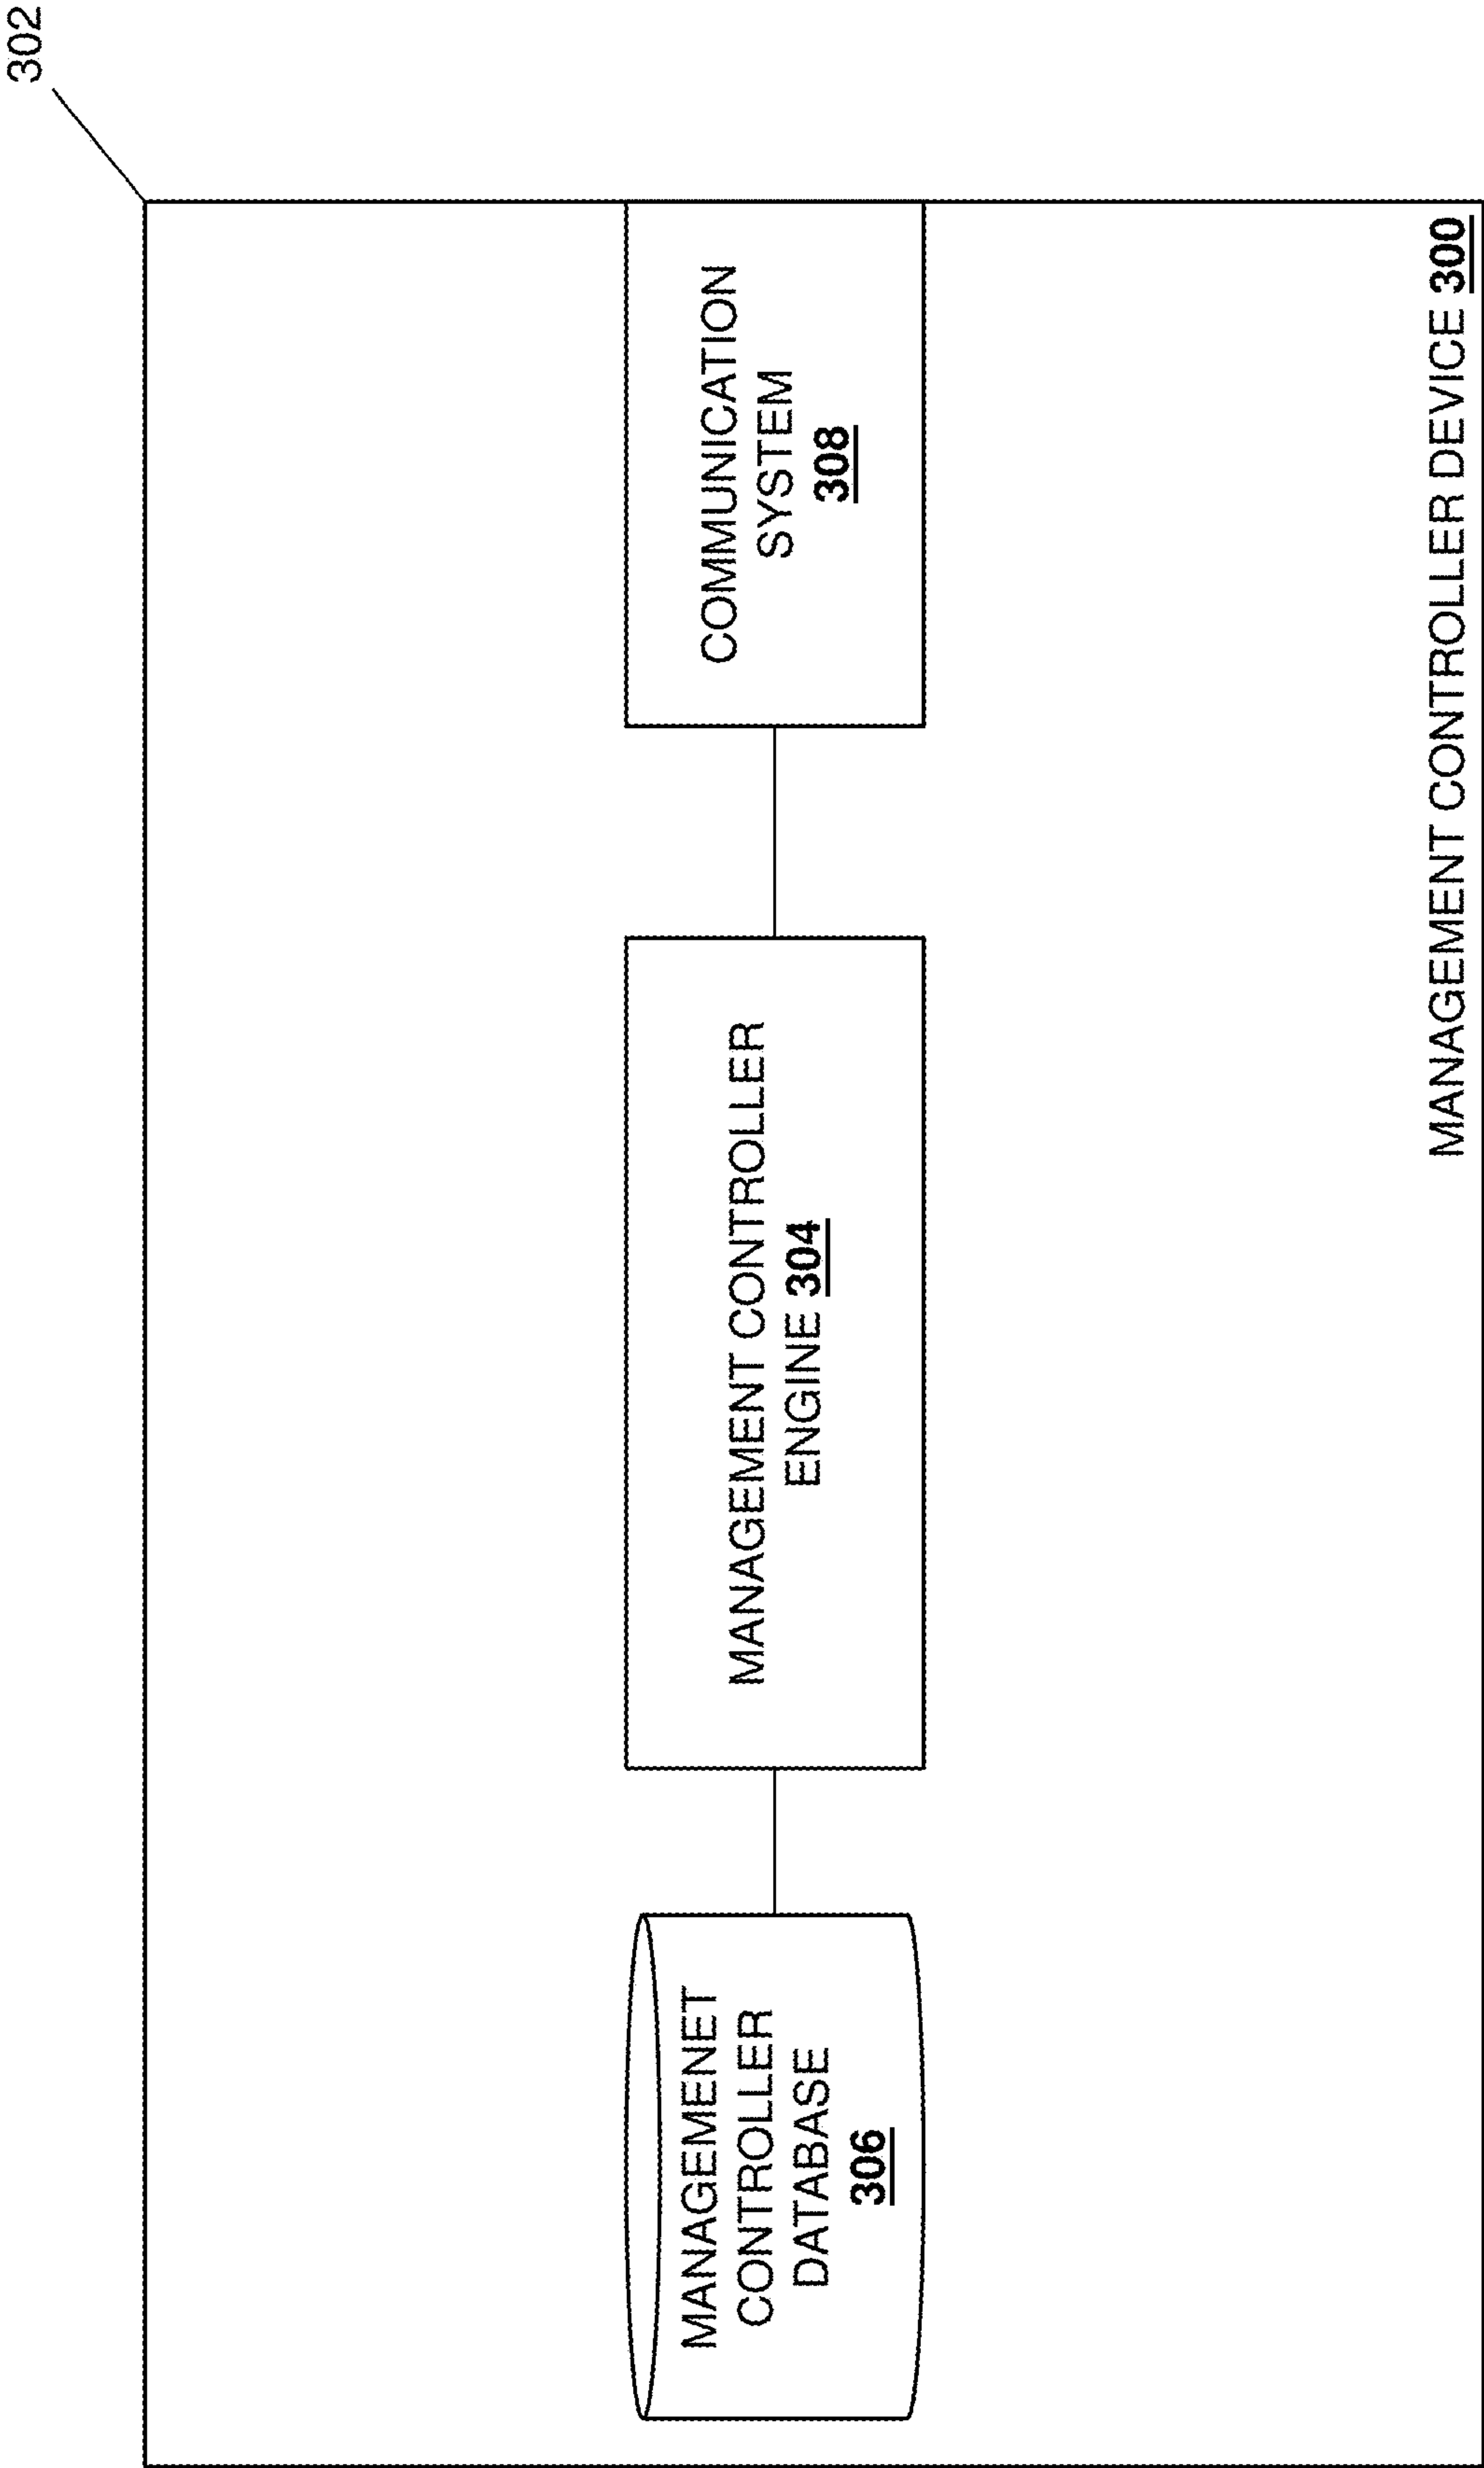 302
MANAGEMENET
CONTROLLER
DATABASE
306
MANAGEMENT CONTROLLER
ENGINE 304
COMMUNICATION
SYSTEM
308
MANAGEMENT CONTROLLER DEVICE 300